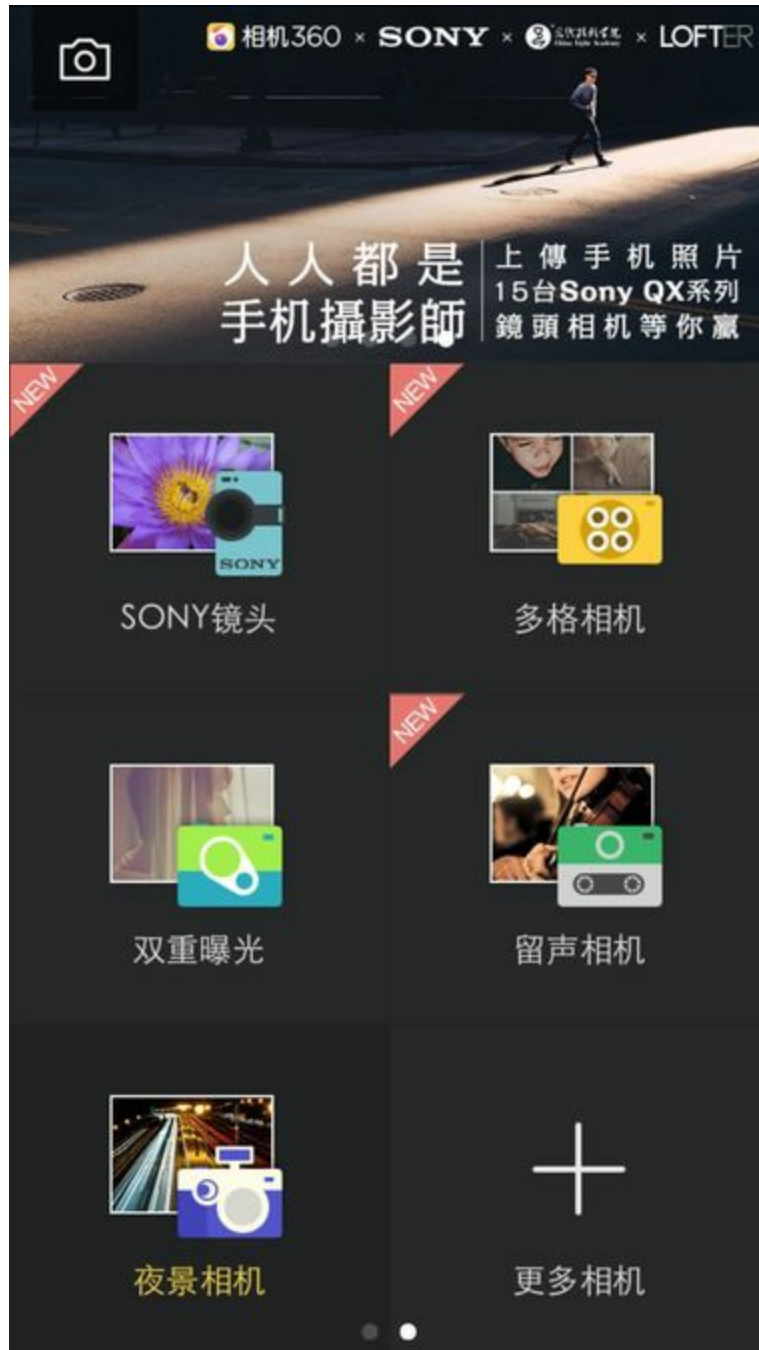 相机360 × SONY × × LOFTER
人人都是
手机攝影師
上傳手机照片
15台Sony QX系列
鏡頭相机等你贏
NEW
NEW
SONY
SONY镜头
多格相机
NEW
双重曝光
留声相机
夜景相机
更多相机